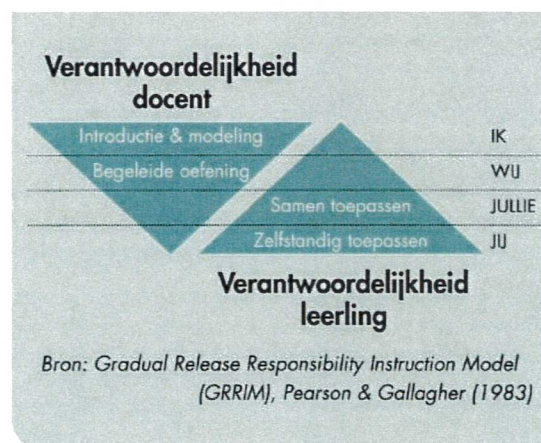 Verantwoordelijkheid
docent
Introductie & modeling IK
Begeleide oefening WIJ
Samen toepassen JULLIE
Zelfstandig toepassen JIJ
Verantwoordelijkheid
leerling
Bron: Gradual Release Responsibility Instruction Model
(GRRIM), Pearson & Gallagher (1983)